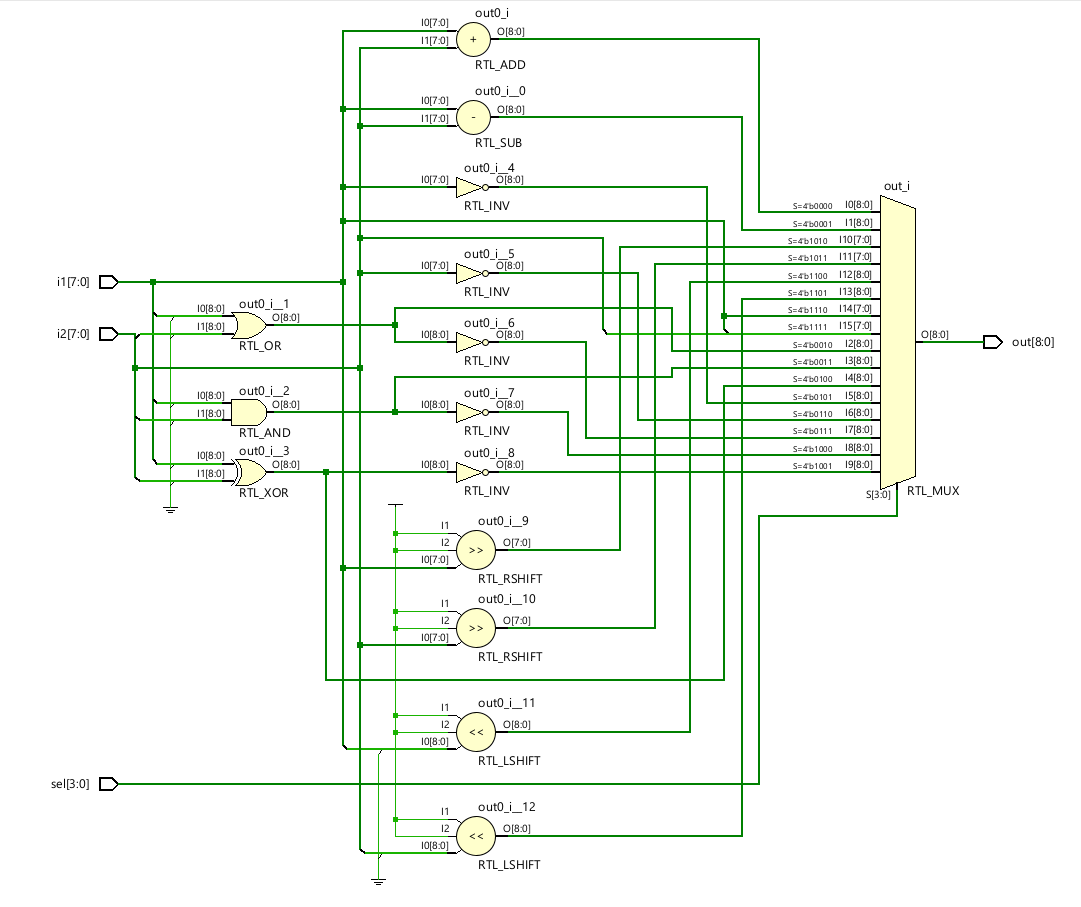 out0_i
I0[7:0]
I1[7:0]
+
O[8:0]
RTL_ADD
out0_i__0
I0[7:0]
I1[7:0]
-
O[8:0]
RTL_SUB
out0_i__4
I0[7:0]
O[8:0]
RTL_INV
out0_i__5
I0[7:0]
O[8:0]
RTL_INV
i1[7:0]
i2[7:0]
out0_i__1
I0[8:0]
I1[8:0]
O[8:0]
RTL_OR
out0_i__6
I0[8:0]
O[8:0]
RTL_INV
out0_i__2
I0[8:0]
I1[8:0]
O[8:0]
RTL_AND
out0_i__7
I0[8:0]
O[8:0]
RTL_INV
out0_i__3
I0[8:0]
I1[8:0]
O[8:0]
RTL_XOR
out0_i__8
I0[8:0]
O[8:0]
RTL_INV
out0_i__9
I1
I2
I0[7:0]
>>
O[7:0]
RTL_RSHIFT
out0_i__10
I1
I2
I0[7:0]
>>
O[7:0]
RTL_RSHIFT
out0_i__11
I1
I2
I0[8:0]
<<
O[8:0]
RTL_LSHIFT
sel[3:0]
out0_i__12
I1
I2
I0[8:0]
<<
O[8:0]
RTL_LSHIFT
out_i
S=4'b0000 I0[8:0]
S=4'b0001 I1[8:0]
S=4'b1010 I10[7:0]
S=4'b1011 I11[7:0]
S=4'b1100 I12[8:0]
S=4'b1101 I13[8:0]
S=4'b1110 I14[7:0]
S=4'b1111 I15[7:0]
S=4'b0010 I2[8:0]
S=4'b0011 I3[8:0]
S=4'b0100 I4[8:0]
S=4'b0101 I5[8:0]
S=4'b0110 I6[8:0]
S=4'b0111 I7[8:0]
S=4'b1000 I8[8:0]
S=4'b1001 I9[8:0]
S[3:0]
RTL_MUX
O[8:0]
out[8:0]